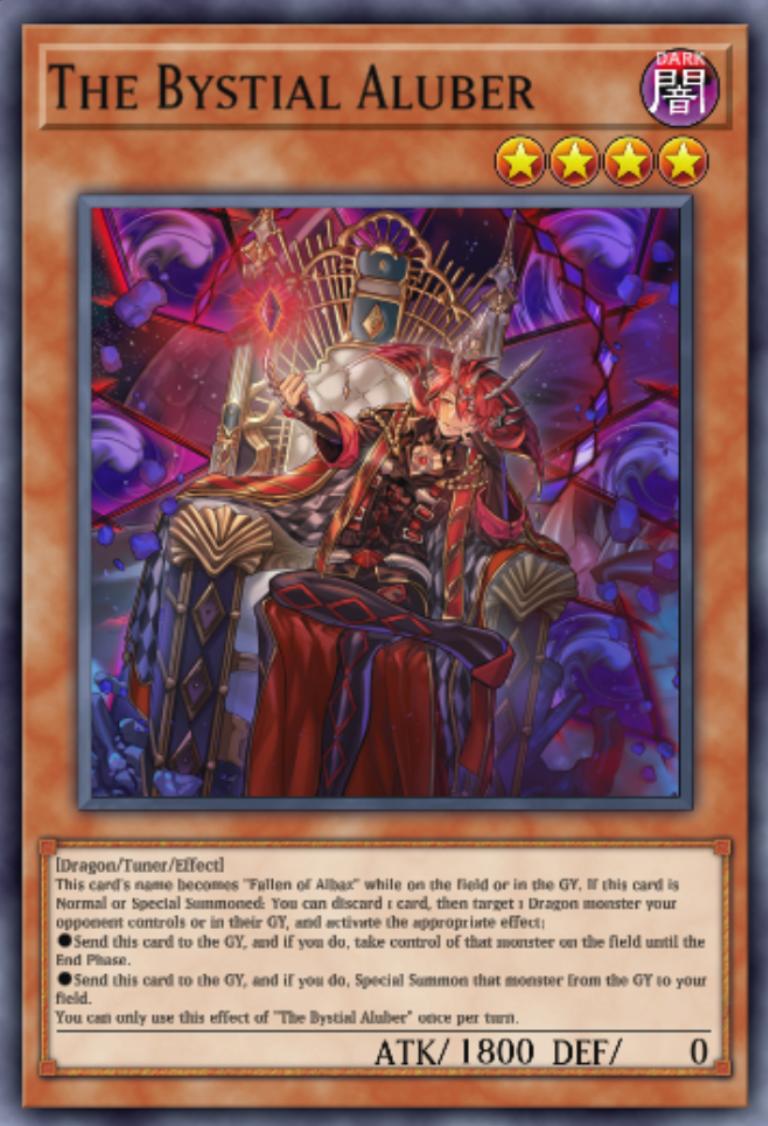 THE BYSTIAL ALUBER
DARK
闇
[Dragon/Tuner/Effect]
This card's name becomes "Fallen of Albaz" while on the field or in the GY. If this card is
Normal or Special Summoned: You can discard 1 card, then target 1 Dragon monster your
opponent controls or in their GY, and activate the appropriate effect;
●Send this card to the GY, and if you do, take control of that monster on the field until the
End Phase.
●Send this card to the GY, and if you do, Special Summon that monster from the GY to your
field.
You can only use this effect of "The Bystial Aluber" once per turn.
ATK/ 1800 DEF/ 0